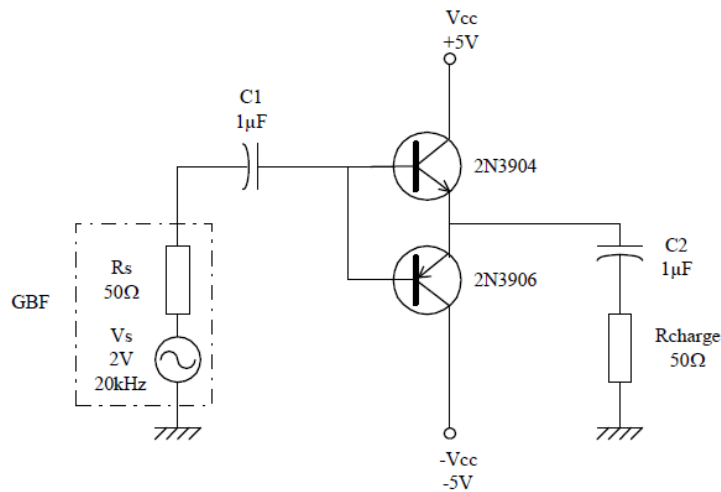 Vcc
+5V
C1
1µF
2N3904
Rs
50Ω
GBF
Vs
2V
20kHz
2N3906
C2
1µF
Rcharge
50Ω
-Vcc
-5V